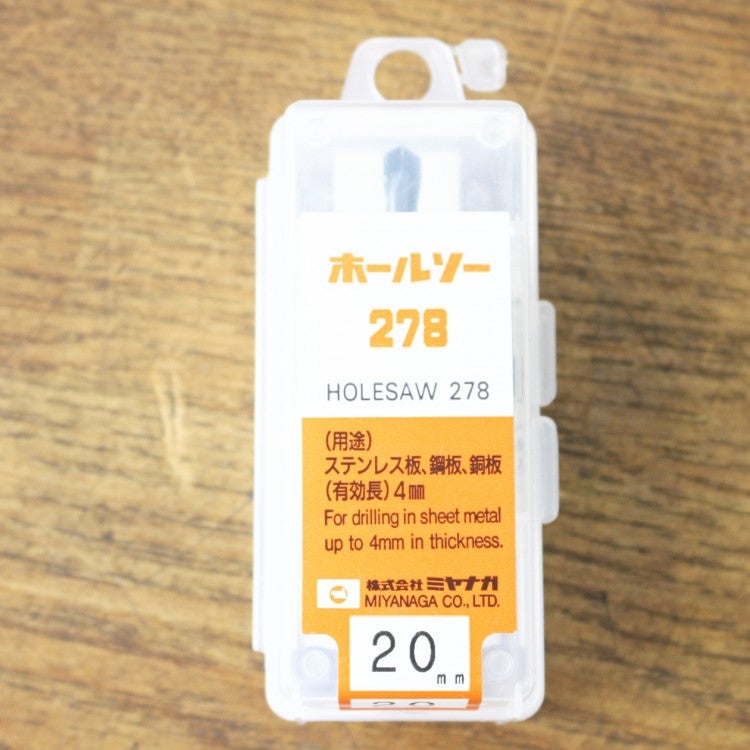 ホールソー
278
HOLESAW 278
(用途)
ステンレス板、鋼板、銅板
(有効長)4㎜
For drilling in sheet metal
up to 4mm in thickness.
株式会社ミヤナガ
MIYANAGA CO., LTD.
20mm
20